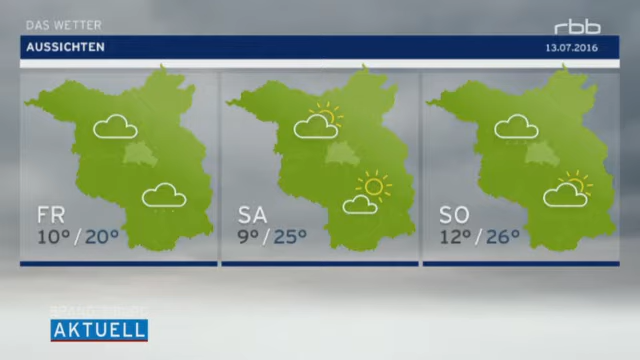 DAS WETTER
rbb
AUSSICHTEN
13.07.2016
FR
10°/20°
SA
9°/25°
SO
12°/26°
AKTUELL